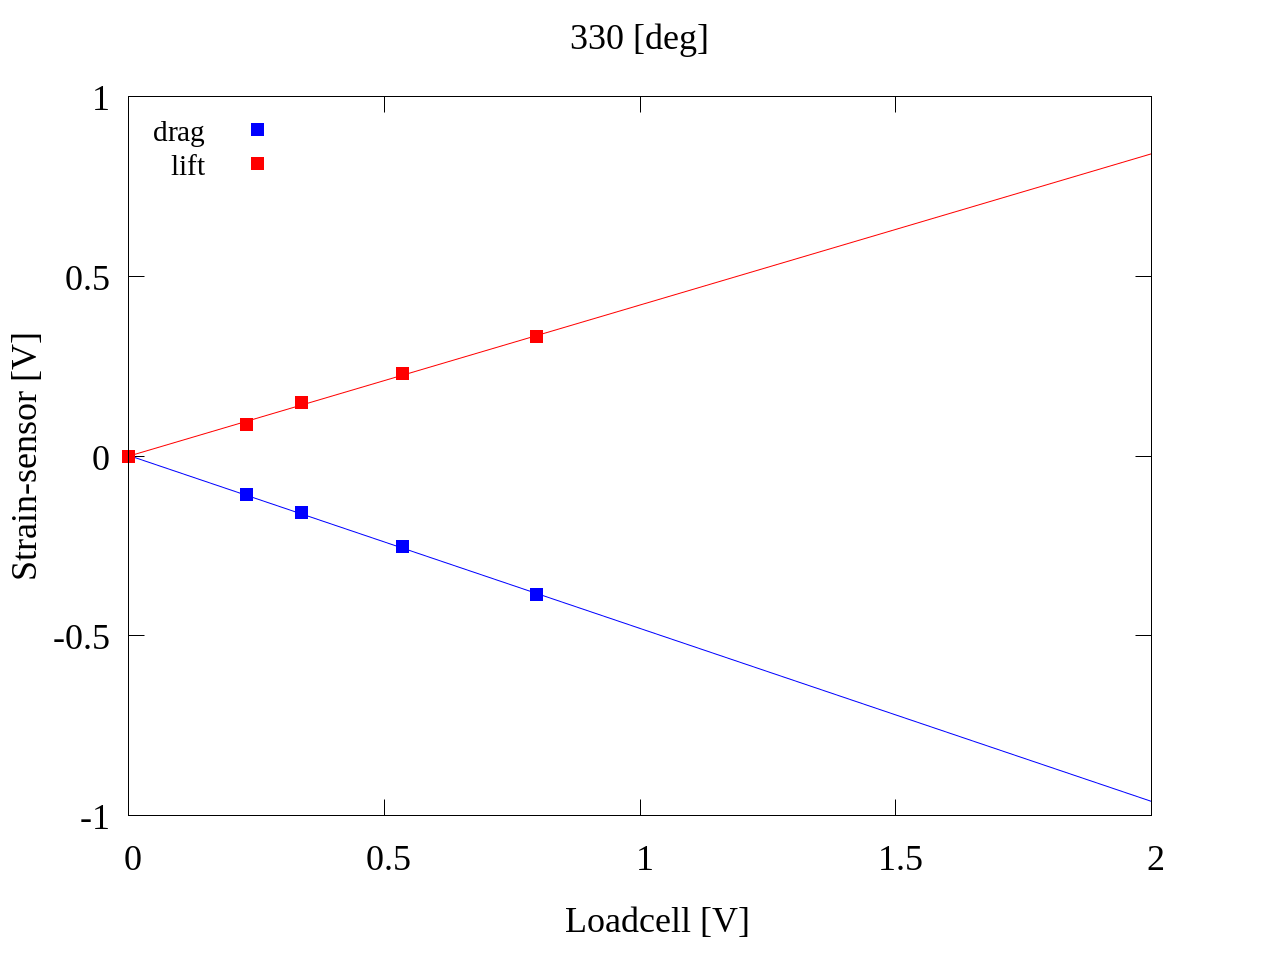 330 [deg]
1
drag
lift
0.5
0
-0.5
-1
Strain-sensor [V]
0 0.5 1 1.5 2
Loadcell [V]